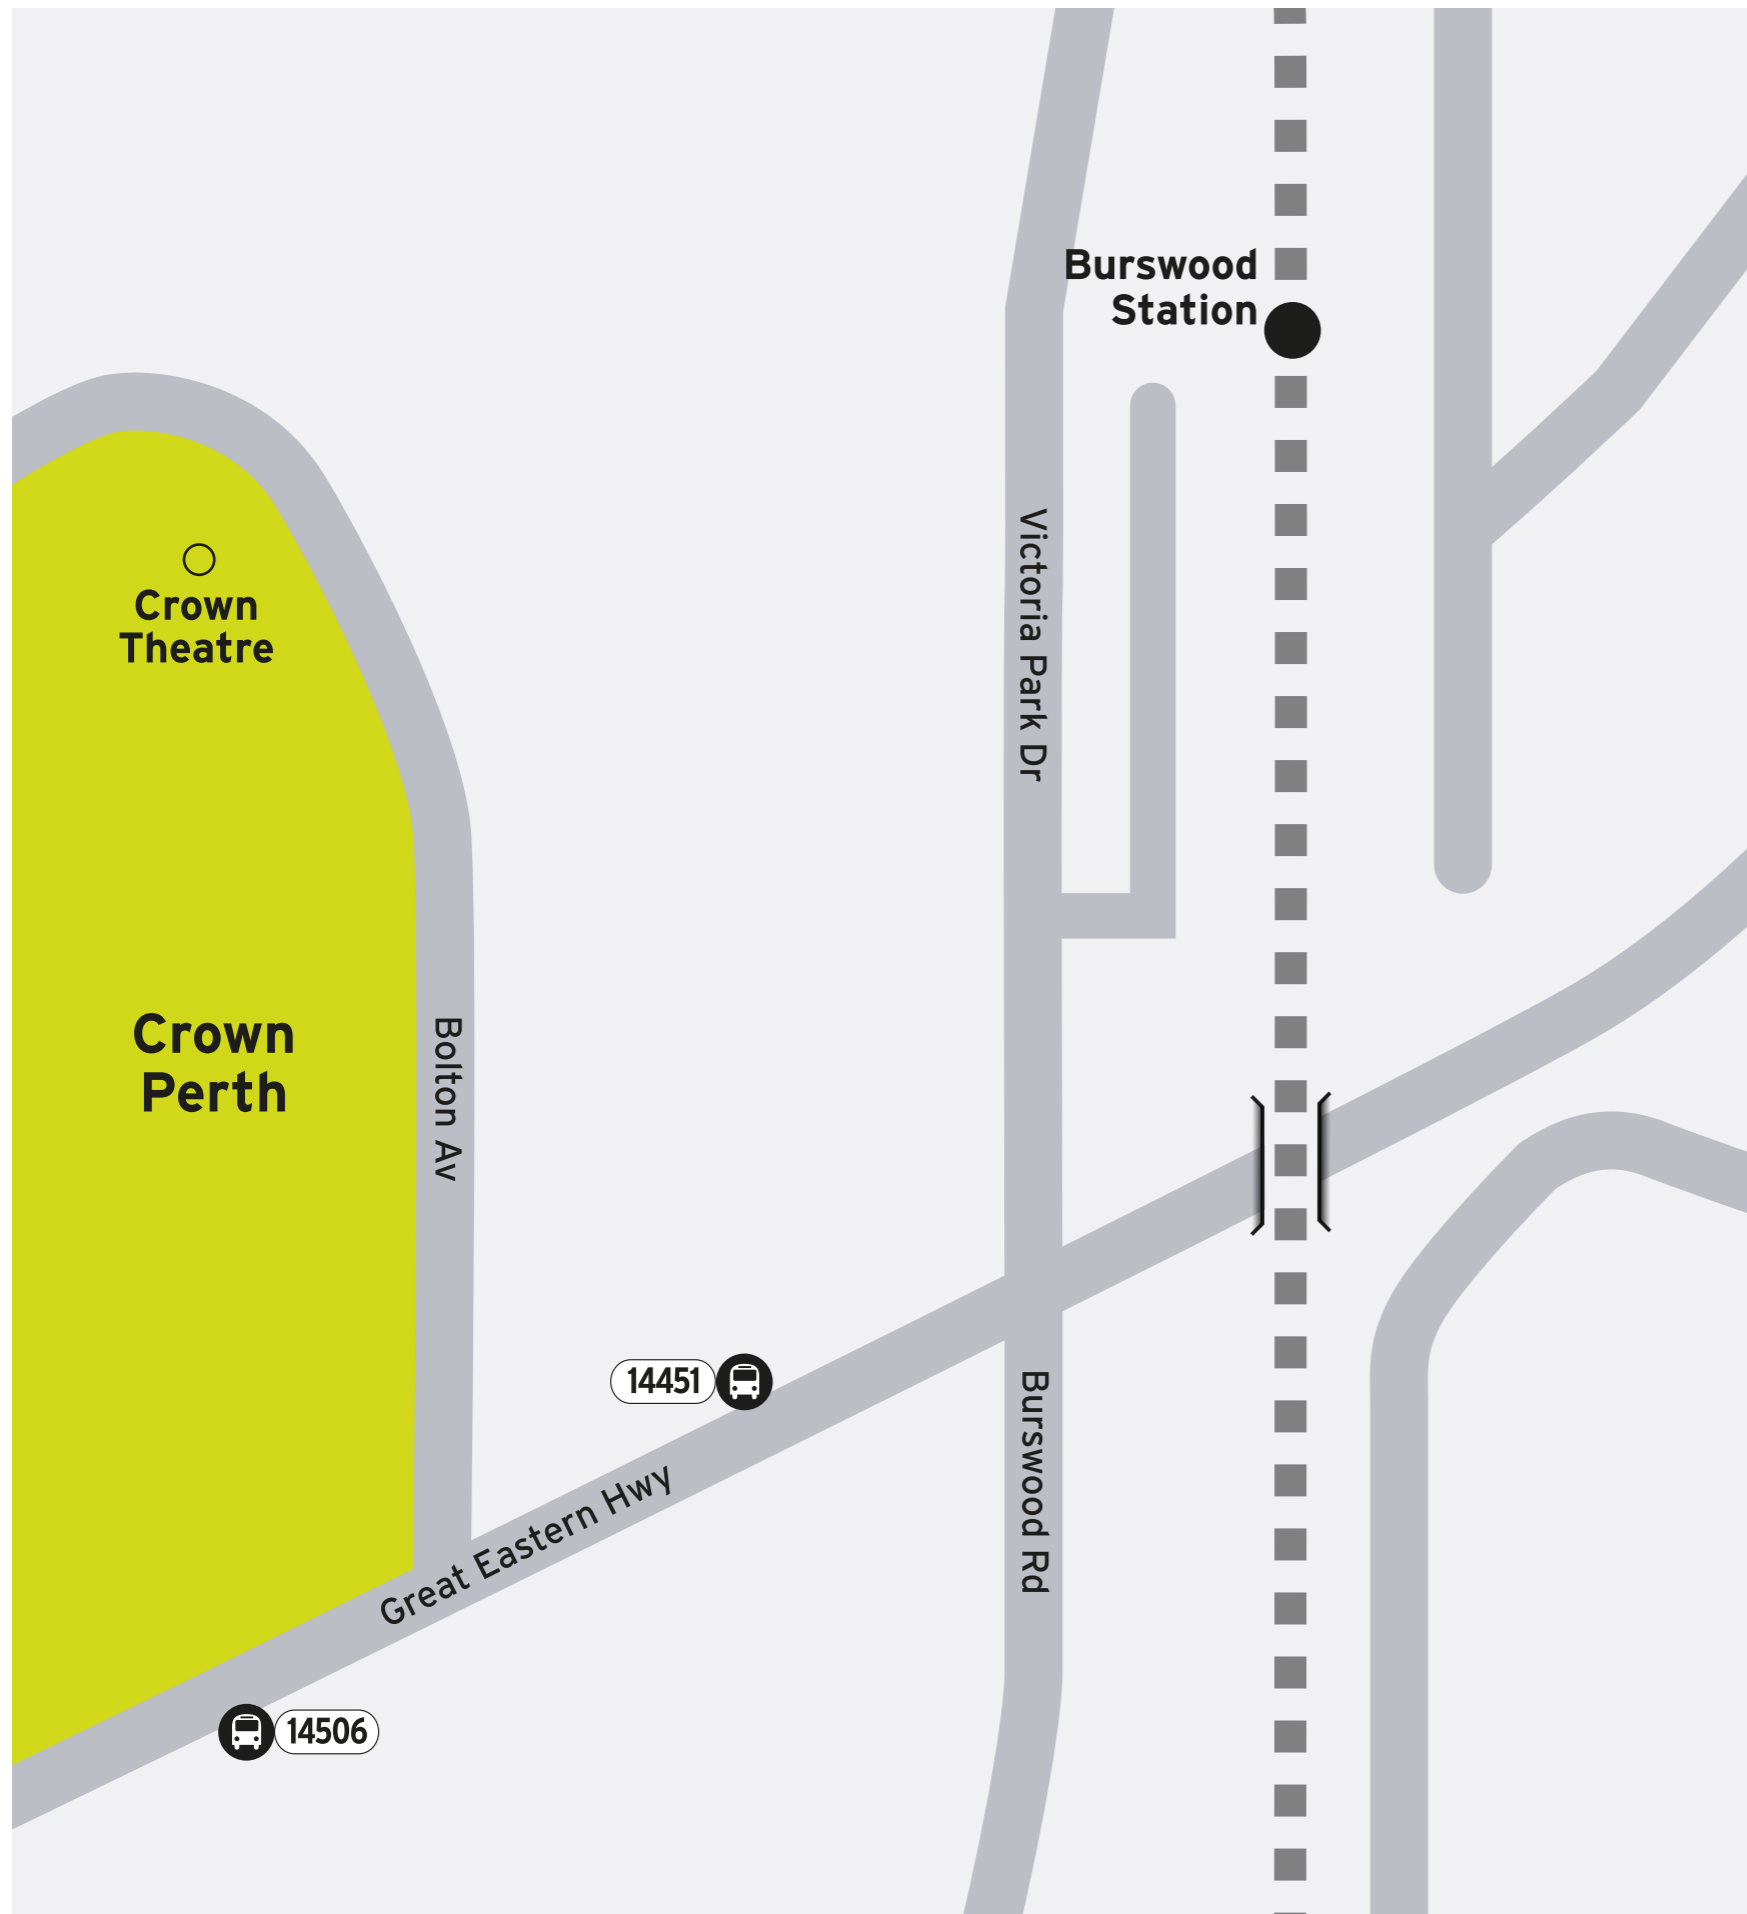 Burswood
Station
Victoria Park Dr
Crown
Theatre
Crown
Perth
Bolton Av
14451
Burswood Rd
Great Eastern Hwy
14506